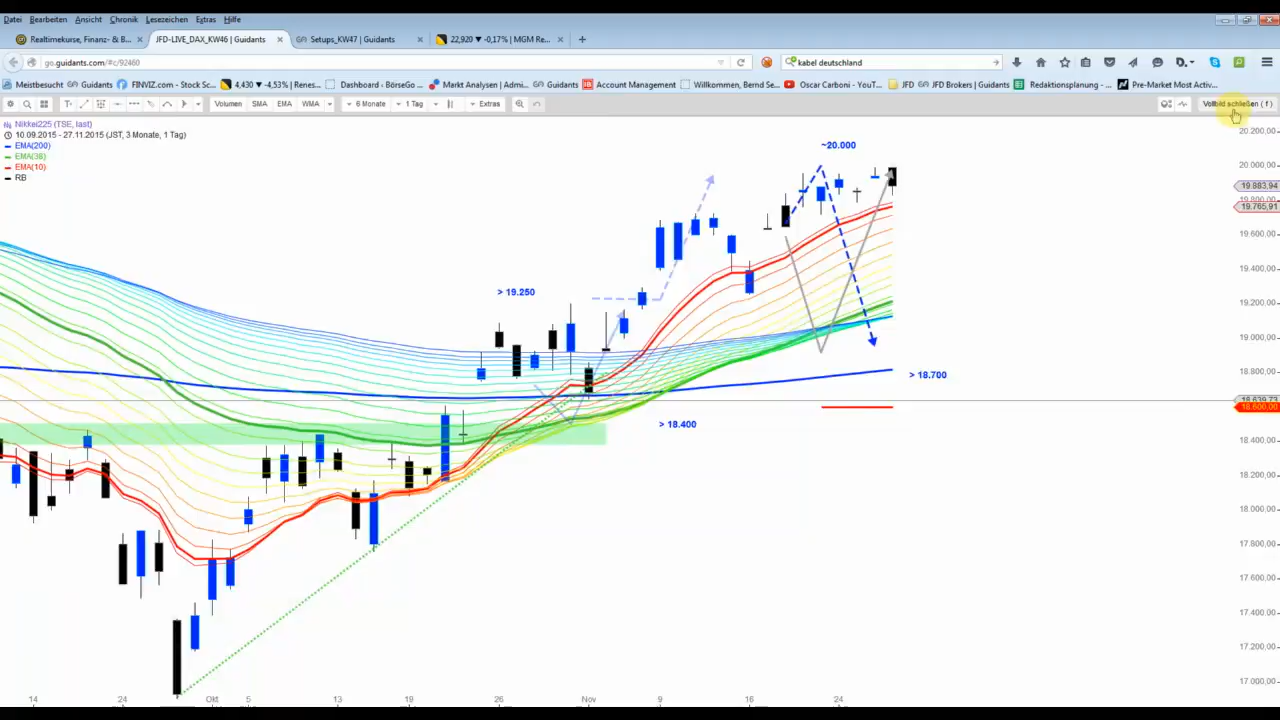 Datei Bearbeiten Ansicht Chronik Lesezeichen Extras Hilfe
Realtimekurse, Finanz- & B... × JFD-LIVE_DAX_KW46 | Guidants × Setups_KW47 | Guidants × 22,920 ▾ -0,17% | MGM Re... × +
go.guidants.com/#c/92460 kabel deutschland
Meistbesucht Guidants FINVIZ.com - Stock Sc... 4,430 ▾ -4,53% | Renes... Dashboard - BörseGo ... Markt Analysen | Admi... Guidants Account Management Willkommen, Bernd Se... Oscar Carboni - YouT... JFD JFD Brokers | Guidants Redaktionsplanung - ... Pre-Market Most Activ...
Volumen SMA EMA WMA 6 Monate 1 Tag Extras Vollbild schließen ( f )
Nikkei225 (TSE, last)
10.09.2015 - 27.11.2015 (JST, 3 Monate, 1 Tag)
EMA(200)
EMA(38)
EMA(10)
RB
~20.000
> 19.250
> 18.700
> 18.400
20.200,00
20.000,00
19.883,94
19.800,00
19.765,91
19.600,00
19.400,00
19.200,00
19.000,00
18.800,00
18.639,73
18.600,00
18.400,00
18.200,00
18.000,00
17.800,00
17.600,00
17.400,00
17.200,00
17.000,00
14 24 Okt 5 13 19 26 Nov 9 16 24